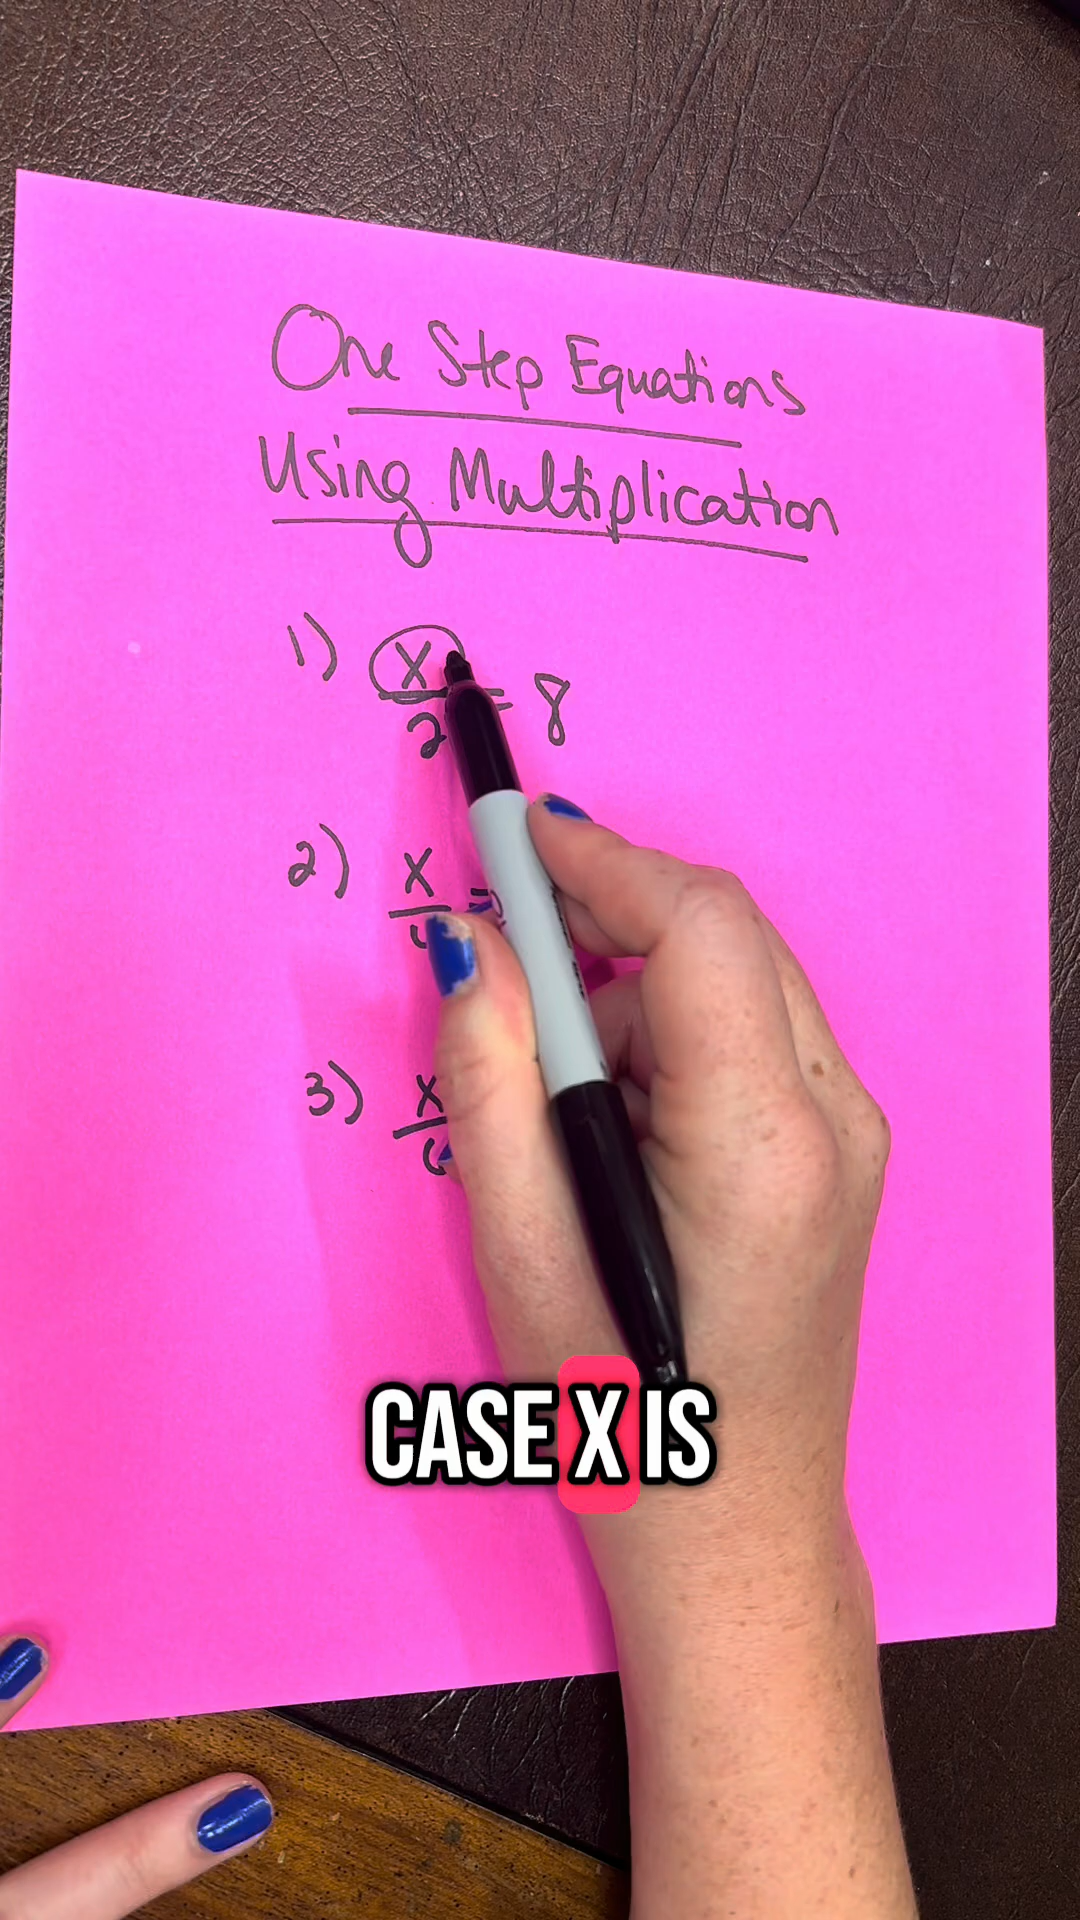 One Step Equations
Using Multiplication
1) x/2 = 8
2) x
3) x
CASE X IS